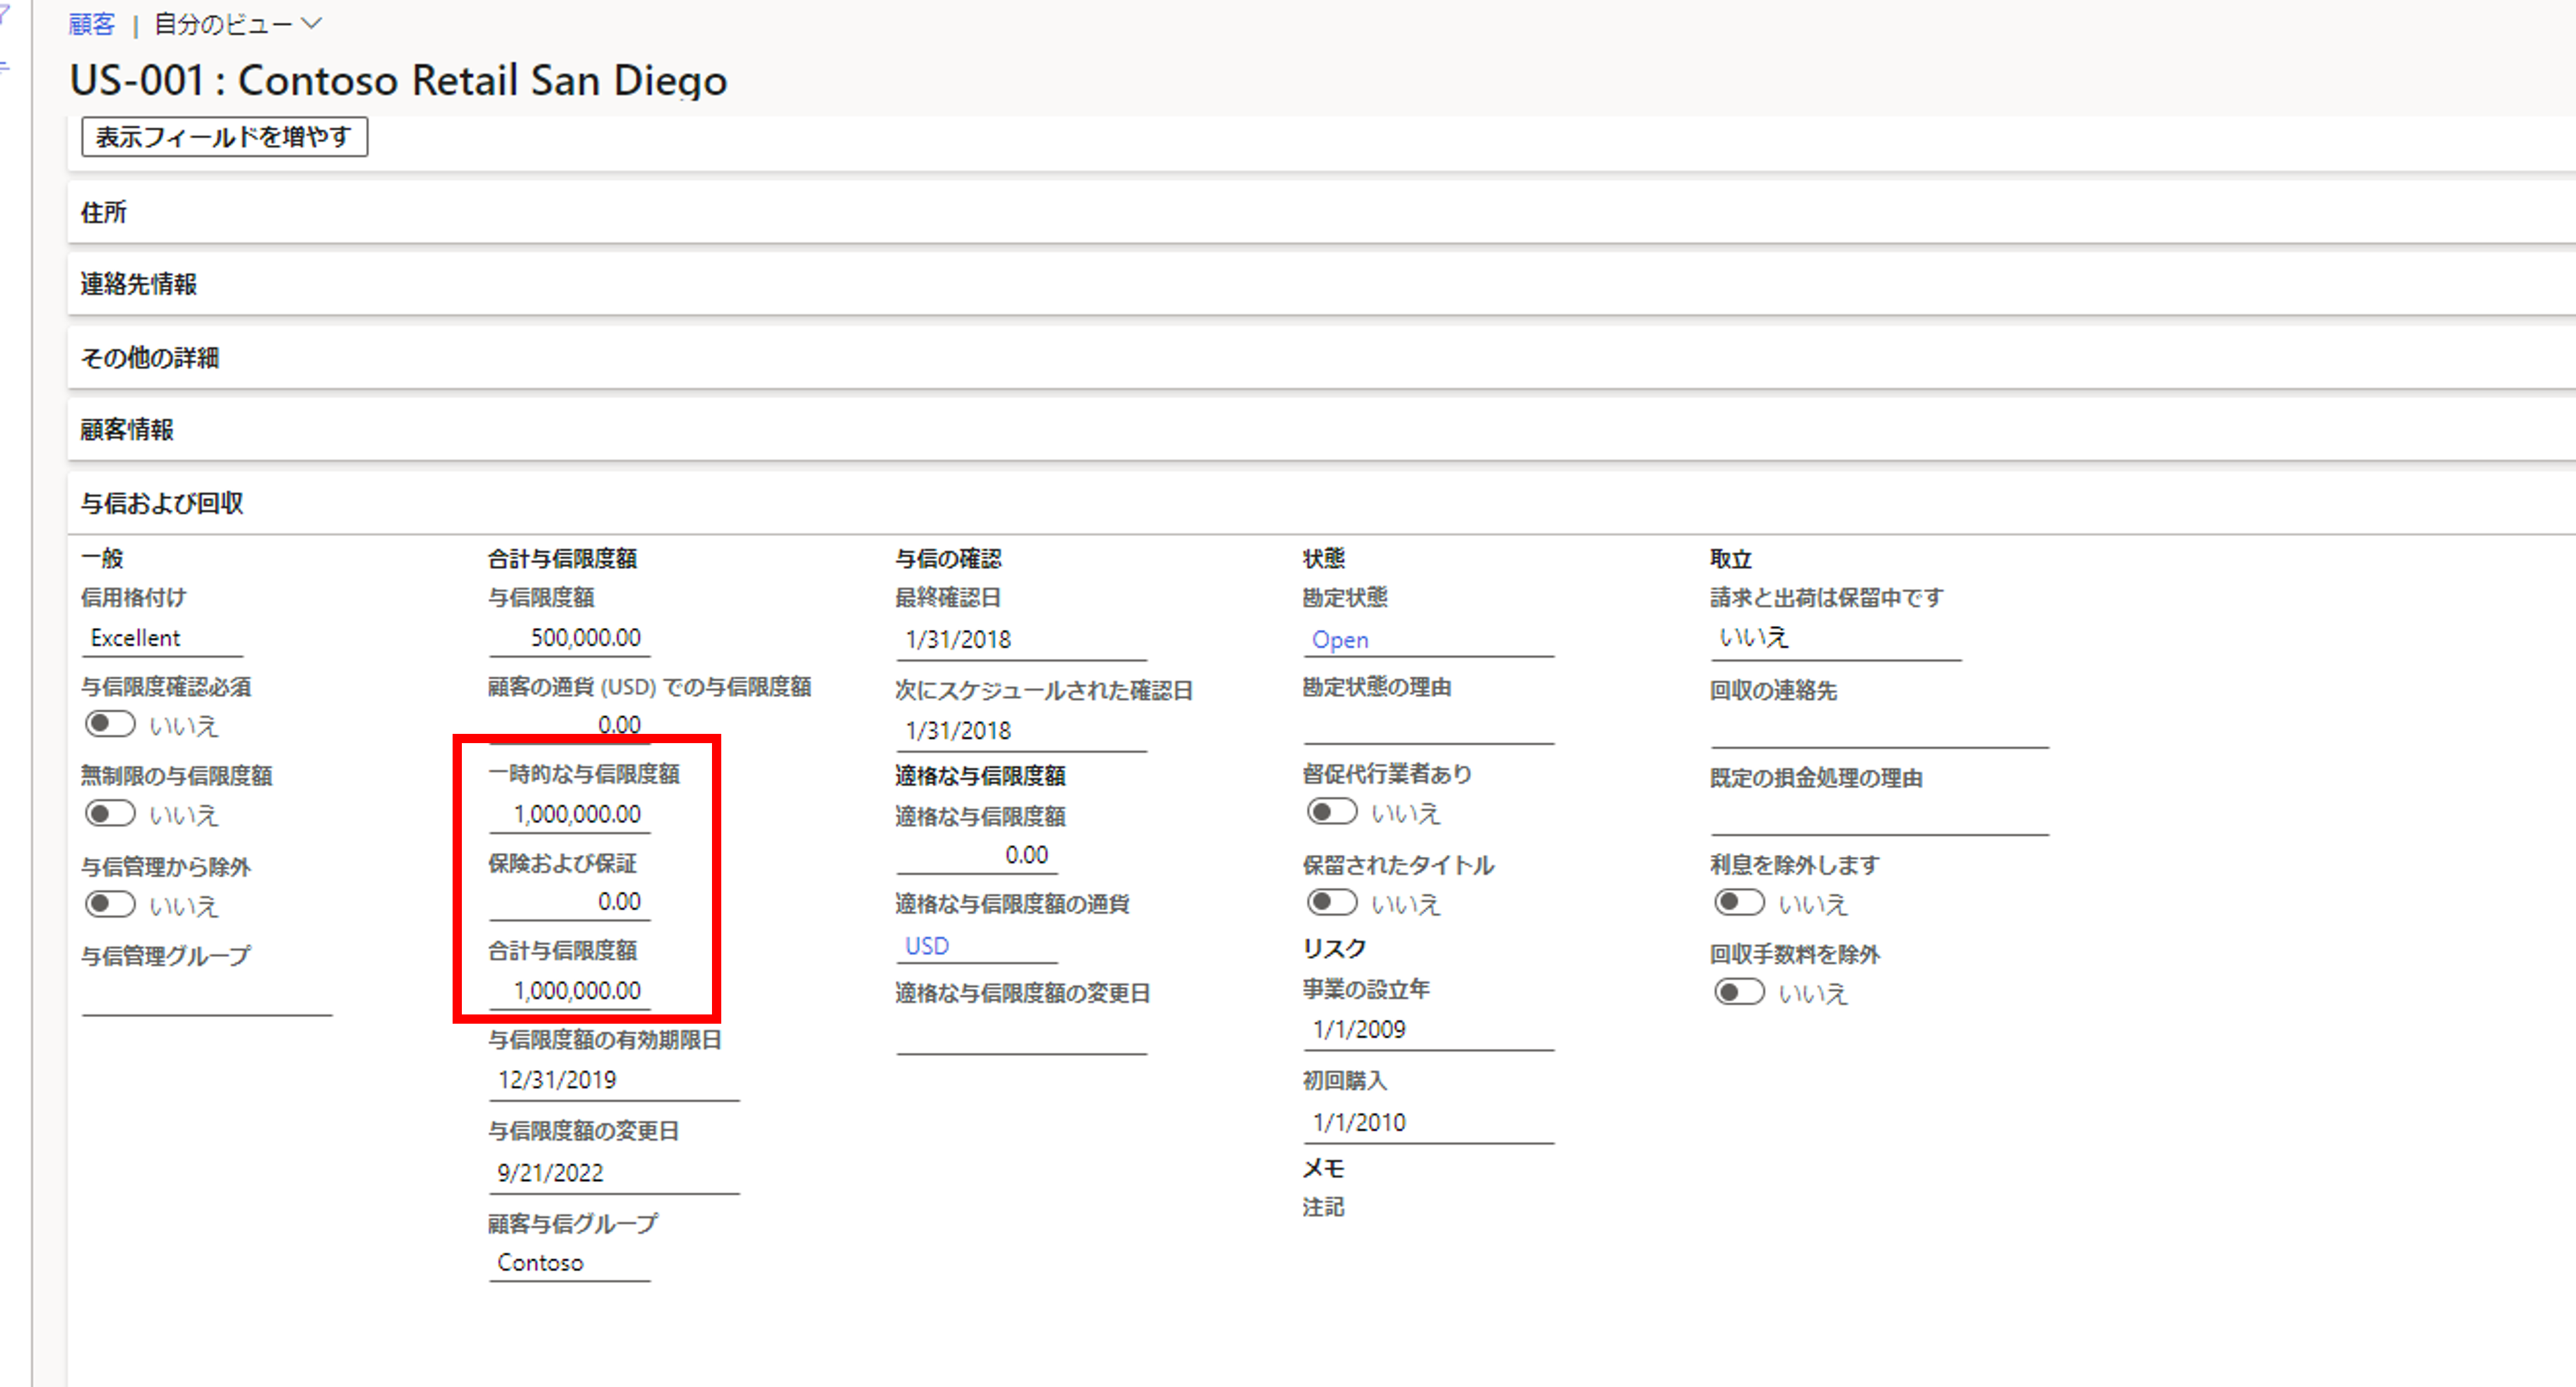 顧客 | 自分のビュー
US-001 : Contoso Retail San Diego
表示フィールドを増やす
住所
連絡先情報
その他の詳細
顧客情報
与信および回収
一般
信用格付け
Excellent
与信限度確認必須
いいえ
無制限の与信限度額
いいえ
与信管理から除外
いいえ
与信管理グループ
合計与信限度額
与信限度額
500,000.00
顧客の通貨 (USD) での与信限度額
0.00
一時的な与信限度額
1,000,000.00
保険および保証
0.00
合計与信限度額
1,000,000.00
与信限度額の有効期限日
12/31/2019
与信限度額の変更日
9/21/2022
顧客与信グループ
Contoso
与信の確認
最終確認日
1/31/2018
次にスケジュールされた確認日
1/31/2018
適格な与信限度額
適格な与信限度額
0.00
適格な与信限度額の通貨
USD
適格な与信限度額の変更日
状態
勘定状態
Open
勘定状態の理由
督促代行業者あり
いいえ
保留されたタイトル
いいえ
リスク
事業の設立年
1/1/2009
初回購入
1/1/2010
メモ
注記
取立
請求と出荷は保留中です
いいえ
回収の連絡先
既定の損金処理の理由
利息を除外します
いいえ
回収手数料を除外
いいえ